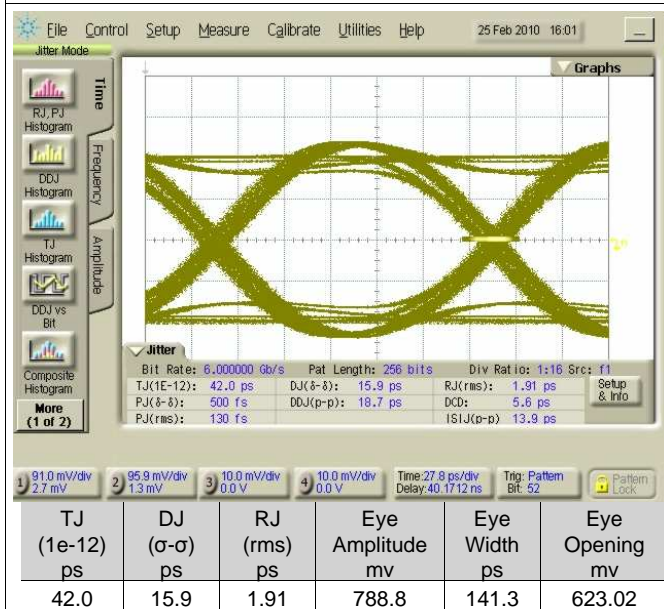 File Control Setup Measure Calibrate Utilities Help 25 Feb 2010 16:01
Jitter Mode
Graphs
Time
Frequency
Amplitude
RJ, PJ
Histogram
DDJ
Histogram
TJ
Histogram
DDJ vs
Bit
Composite
Histogram
More
(1 of 2)
Jitter
Bit Rate: 6.000000 Gb/s Pat Length: 256 bits Div Ratio: 1:16 Src: f1
TJ(1E-12): 42.0 ps DJ(δ-δ): 15.9 ps RJ(rms): 1.91 ps
PJ(δ-δ): 500 fs DDJ(p-p): 18.7 ps DCD: 5.6 ps
PJ(rms): 130 fs ISIJ(p-p) 13.9 ps
Setup
& Info
1 91.0 mV/div 2 95.9 mV/div 3 10.0 mV/div 4 10.0 mV/div Time:27.8 ps/div Trig: Pattern Pattern
2.7 mV 1.3 mV 0.0 V 0.0 V Delay:40.1712 ns Bit: 52 Lock
TJ DJ RJ Eye Eye Eye
(1e-12) (σ-σ) (rms) Amplitude Width Opening
ps ps ps mv ps mv
42.0 15.9 1.91 788.8 141.3 623.02